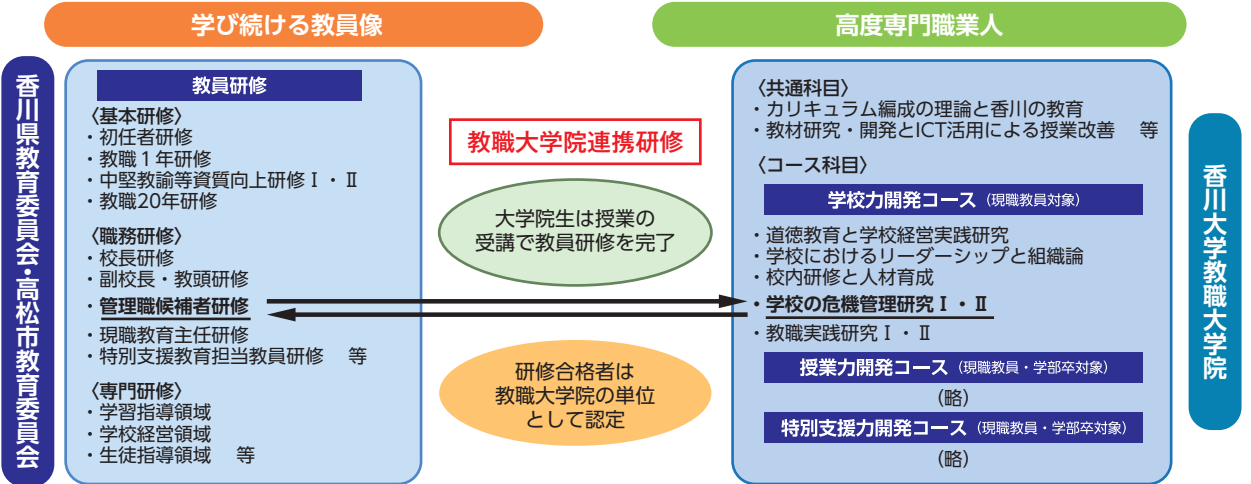 学び続ける教員像
高度専門職業人
香川県教育委員会・高松市教育委員会
教員研修
〈基本研修〉
・初任者研修
・教職1年研修
・中堅教諭等資質向上研修Ⅰ・Ⅱ
・教職20年研修
〈職務研修〉
・校長研修
・副校長・教頭研修
・管理職候補者研修
・現職教育主任研修
・特別支援教育担当教員研修 等
〈専門研修〉
・学習指導領域
・学校経営領域
・生徒指導領域 等
教職大学院連携研修
大学院生は授業の
受講で教員研修を完了
研修合格者は
教職大学院の単位
として認定
〈共通科目〉
・カリキュラム編成の理論と香川の教育
・教材研究・開発とICT活用による授業改善 等
〈コース科目〉
学校力開発コース（現職教員対象）
・道徳教育と学校経営実践研究
・学校におけるリーダーシップと組織論
・校内研修と人材育成
・学校の危機管理研究Ⅰ・Ⅱ
・教職実践研究Ⅰ・Ⅱ
授業力開発コース（現職教員・学部卒対象）
(略)
特別支援力開発コース（現職教員・学部卒対象）
(略)
香川大学教職大学院